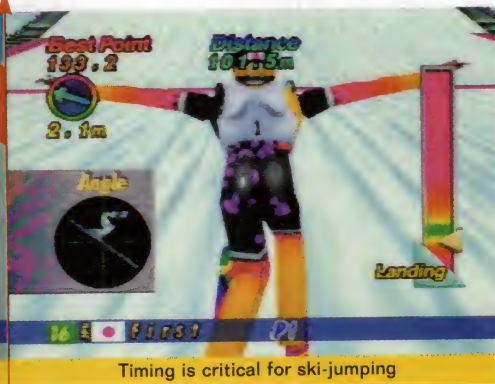 Best Point
133.2
Distance
101.5m
1
2.1m
Angle
Landing
16 first P1
Timing is critical for ski-jumping